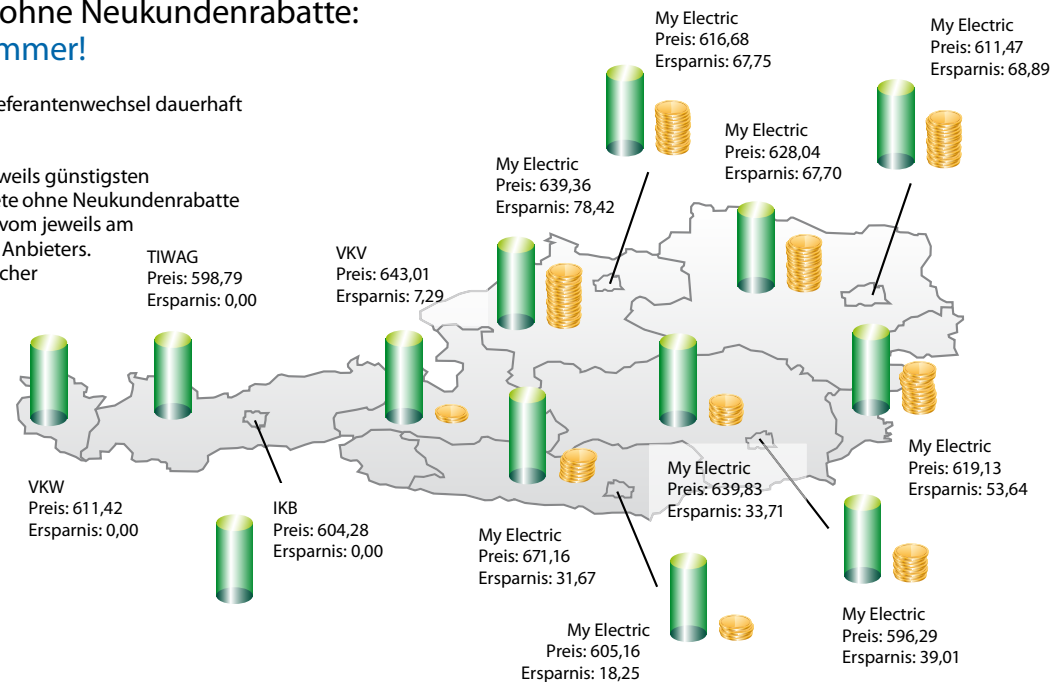 ohne Neukundenrabatte:
mmer!
eferantenwechsel dauerhaft
weils günstigsten
ete ohne Neukundenrabatte
vom jeweils am
Anbieters.
cher
My Electric
Preis: 616,68
Ersparnis: 67,75
My Electric
Preis: 611,47
Ersparnis: 68,89
My Electric
Preis: 628,04
Ersparnis: 67,70
My Electric
Preis: 639,36
Ersparnis: 78,42
TIWAG
Preis: 598,79
Ersparnis: 0,00
VKV
Preis: 643,01
Ersparnis: 7,29
VKW
Preis: 611,42
Ersparnis: 0,00
IKB
Preis: 604,28
Ersparnis: 0,00
My Electric
Preis: 671,16
Ersparnis: 31,67
My Electric
Preis: 639,83
Ersparnis: 33,71
My Electric
Preis: 619,13
Ersparnis: 53,64
My Electric
Preis: 605,16
Ersparnis: 18,25
My Electric
Preis: 596,29
Ersparnis: 39,01